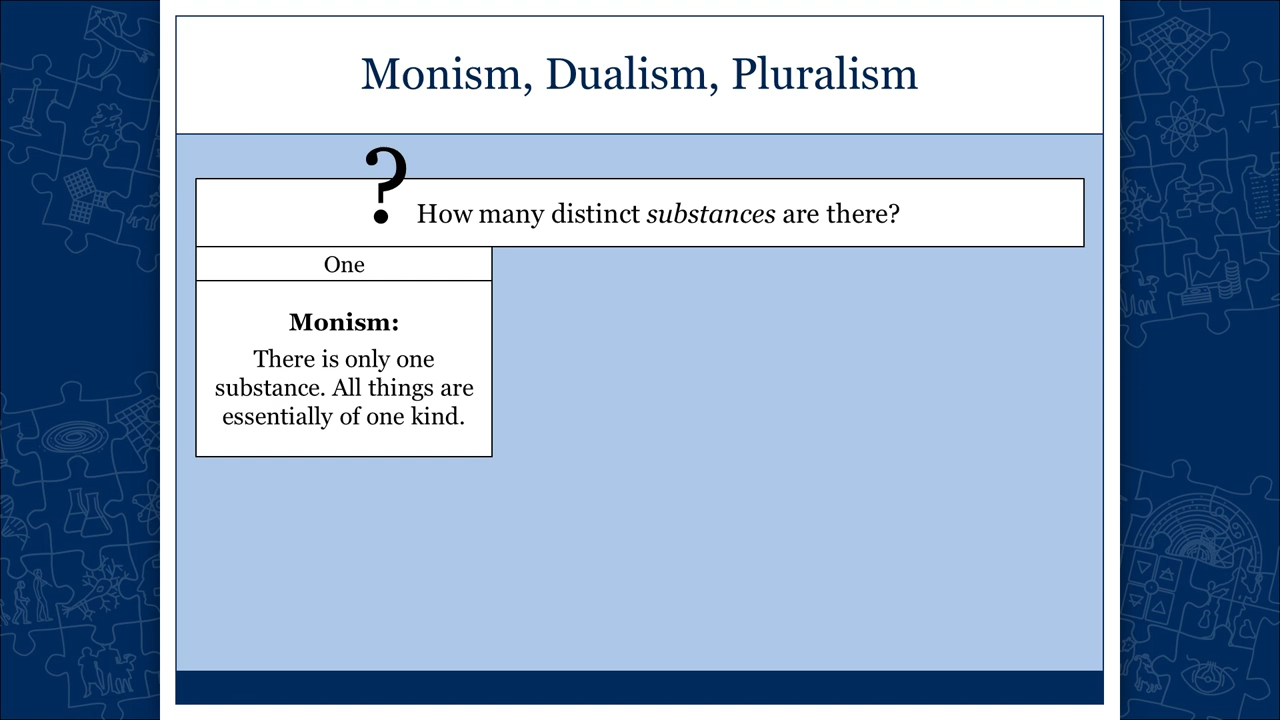 Monism, Dualism, Pluralism
? How many distinct substances are there?
One
Monism:
There is only one
substance. All things are
essentially of one kind.